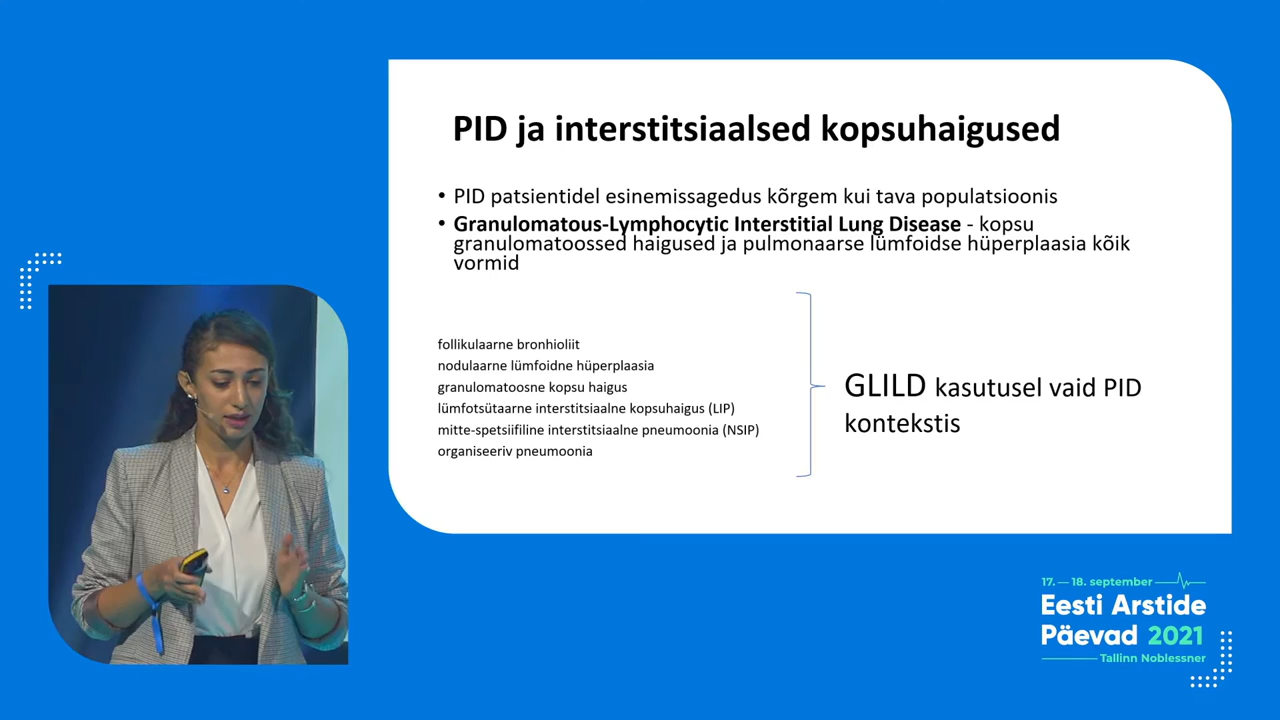 PID ja interstitsiaalsed kopsuhaigused
• PID patsientidel esinemissagedus kõrgem kui tava populatsioonis
• Granulomatous-Lymphocytic Interstitial Lung Disease - kopsu
granulomatoossed haigused ja pulmonaarse lümfoidse hüperplaasia kõik
vormid
follikulaarne bronhioliit
nodulaarne lümfoidne hüperplaasia
granulomatoosne kopsu haigus
lümfotsütaarne interstitsiaalne kopsuhaigus (LIP)
mitte-spetsiifiline interstitsiaalne pneumoonia (NSIP)
organiseeriv pneumoonia
GLILD kasutusel vaid PID
kontekstis
17. — 18. september
Eesti Arstide
Päevad 2021
Tallinn Noblessner